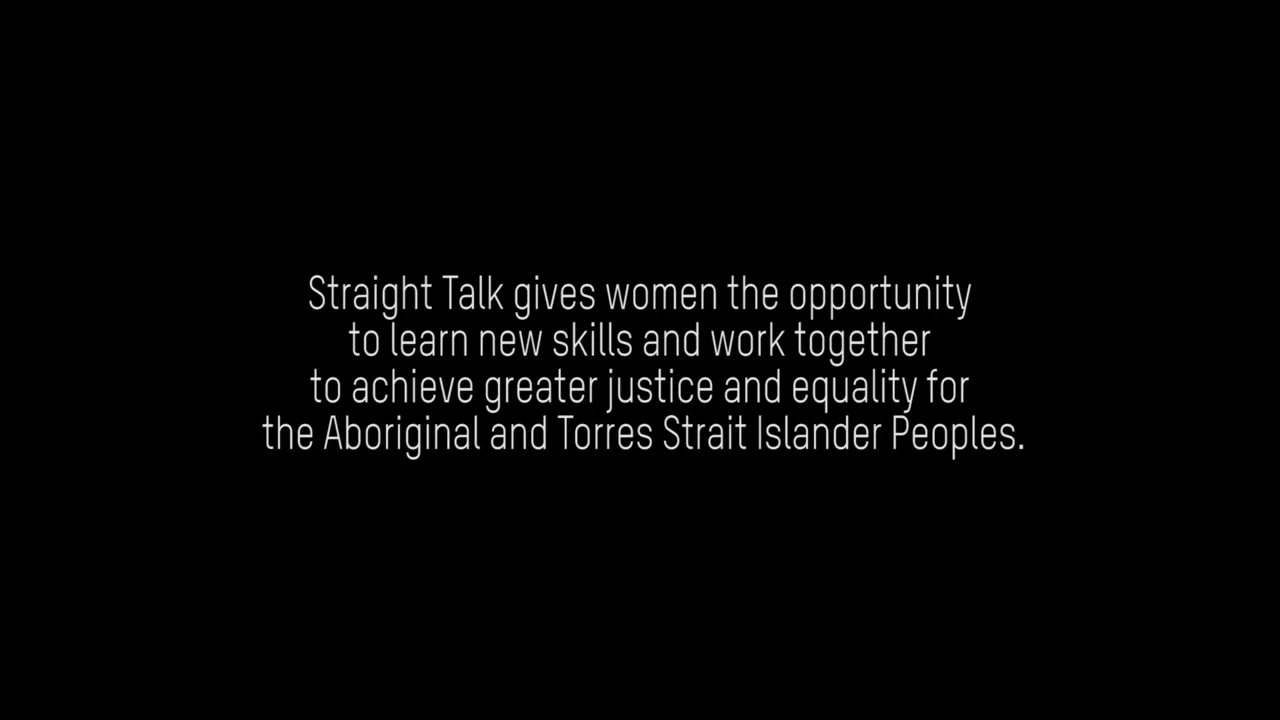 Straight Talk gives women the opportunity
to learn new skills and work together
to achieve greater justice and equality for
the Aboriginal and Torres Strait Islander Peoples.